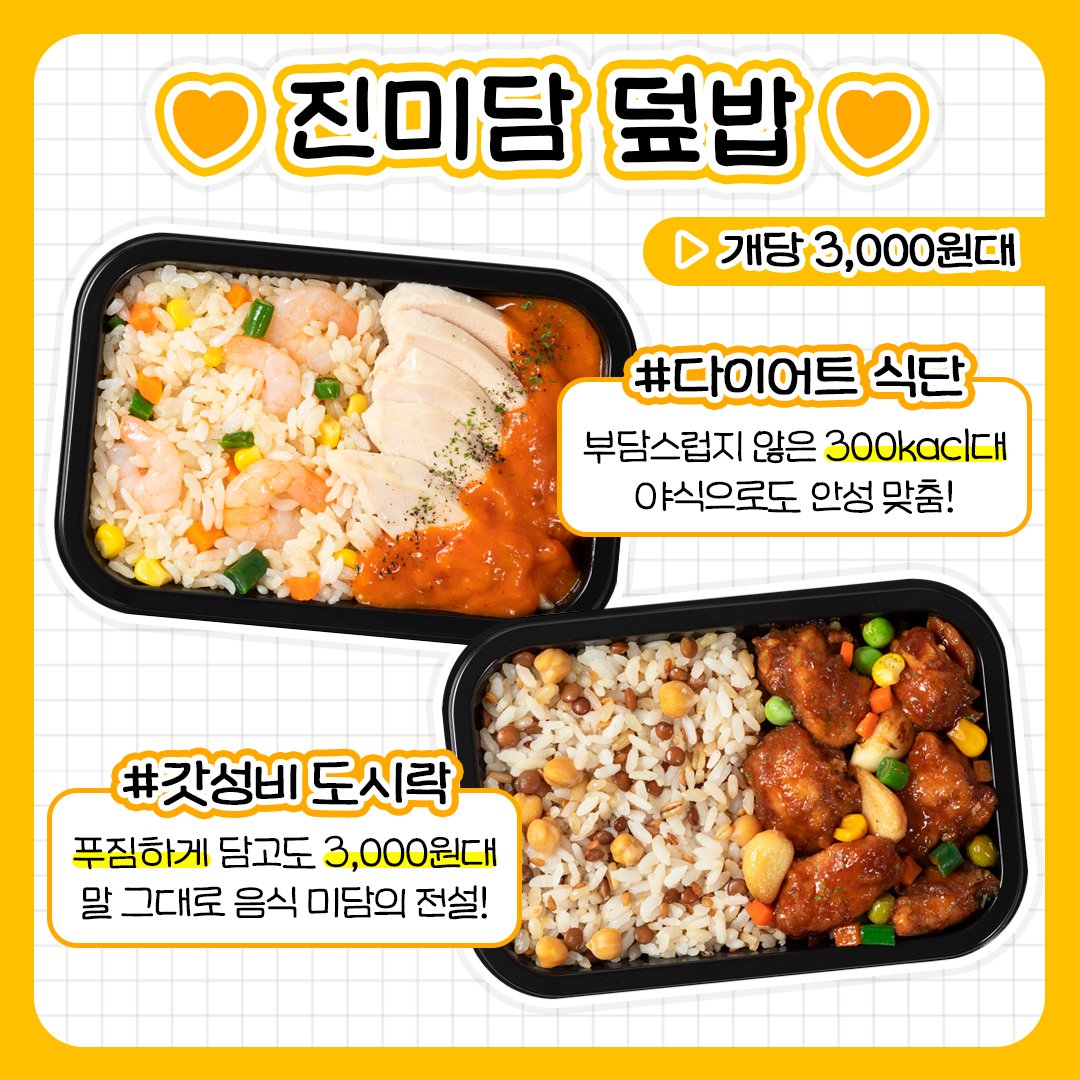 진미담 덮밥
개당 3,000원대
#다이어트 식단
부담스럽지 않은 300kacl대
야식으로도 안성 맞춤!
#갓성비 도시락
푸짐하게 담고도 3,000원대
말 그대로 음식 미담의 전설!